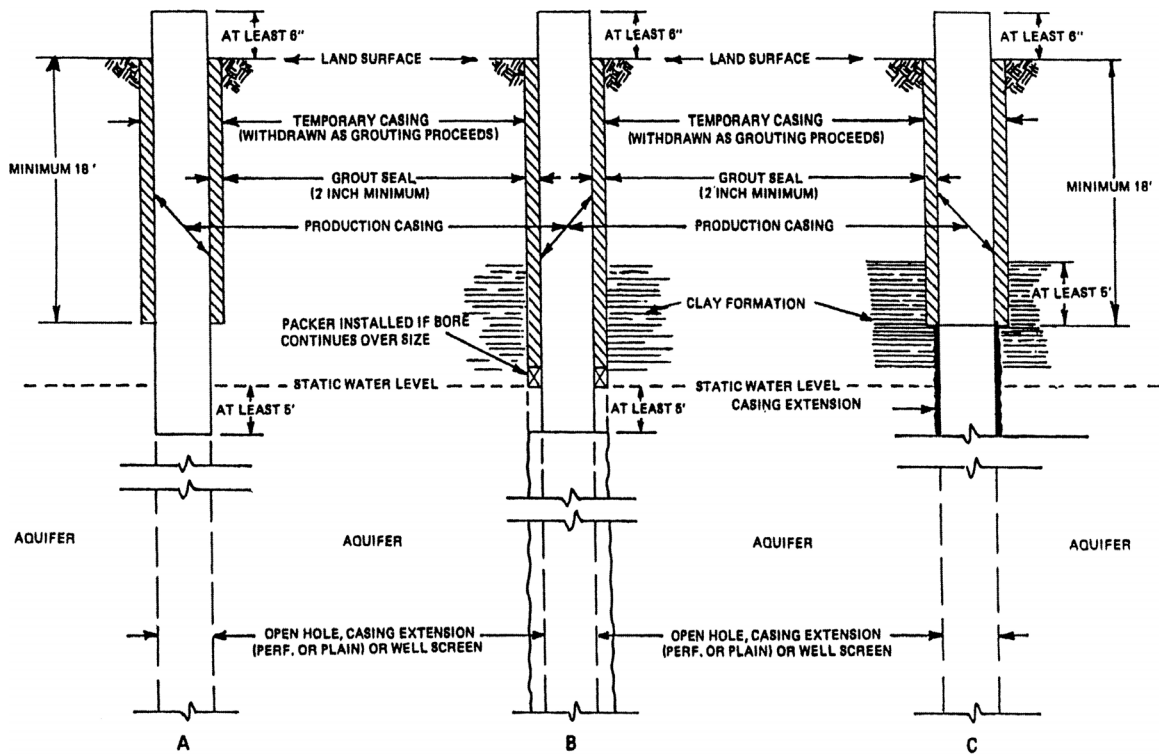 AT LEAST 6"
AT LEAST 6"
LAND SURFACE
LAND SURFACE
TEMPORARY CASING
(WITHDRAWN AS GROUTING PROCEEDS)
TEMPORARY CASING
(WITHDRAWN AS GROUTING PROCEEDS)
MINIMUM 18'
GROUT SEAL
(2 INCH MINIMUM)
GROUT SEAL
(2 INCH MINIMUM)
MINIMUM 18'
PRODUCTION CASING
PRODUCTION CASING
AT LEAST 5'
CLAY FORMATION
PACKER INSTALLED IF BORE
CONTINUES OVER SIZE
STATIC WATER LEVEL
STATIC WATER LEVEL
AT LEAST 5'
AT LEAST 5'
CASING EXTENSION
AQUIFER
AQUIFER
AQUIFER
AQUIFER
OPEN HOLE, CASING EXTENSION
(PERF. OR PLAIN) OR WELL SCREEN
OPEN HOLE, CASING EXTENSION
(PERF. OR PLAIN) OR WELL SCREEN
A
B
C